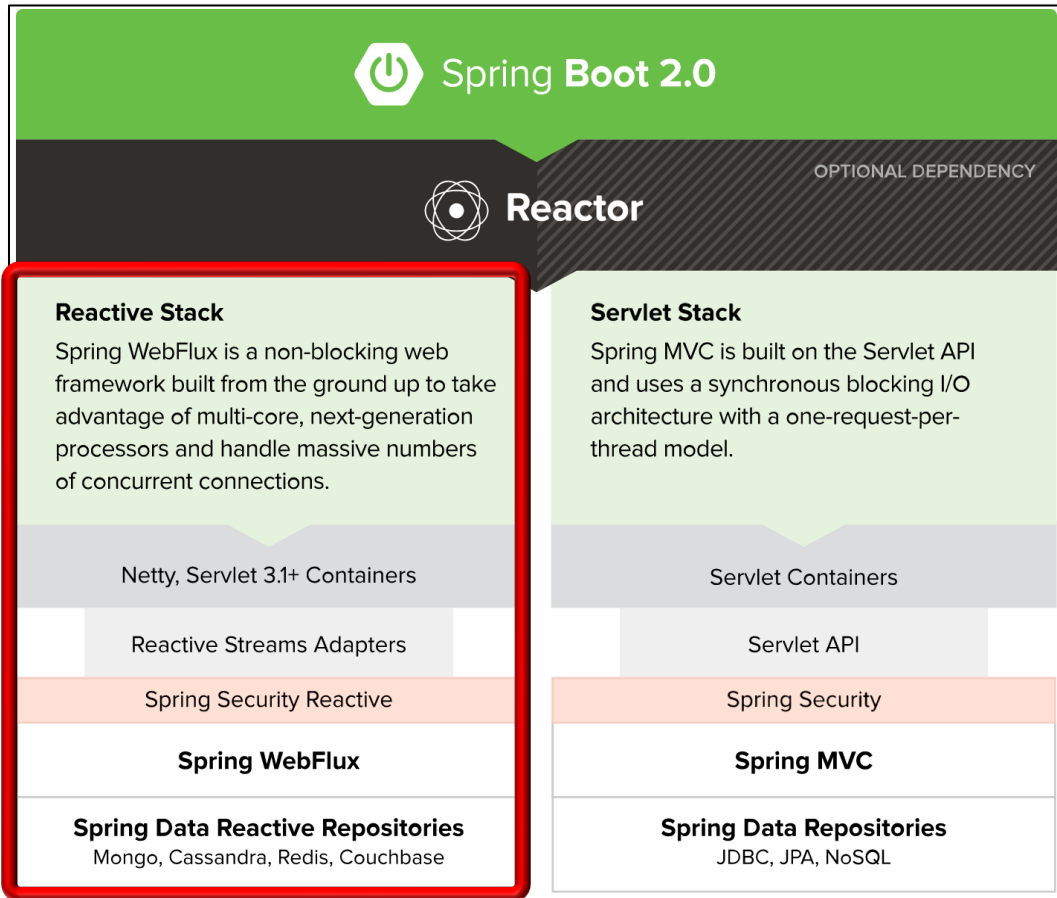 Spring Boot 2.0
OPTIONAL DEPENDENCY
Reactor
Reactive Stack
Spring WebFlux is a non-blocking web
framework built from the ground up to take
advantage of multi-core, next-generation
processors and handle massive numbers
of concurrent connections.
Netty, Servlet 3.1+ Containers
Reactive Streams Adapters
Spring Security Reactive
Spring WebFlux
Spring Data Reactive Repositories
Mongo, Cassandra, Redis, Couchbase
Servlet Stack
Spring MVC is built on the Servlet API
and uses a synchronous blocking I/O
architecture with a one-request-per-
thread model.
Servlet Containers
Servlet API
Spring Security
Spring MVC
Spring Data Repositories
JDBC, JPA, NoSQL